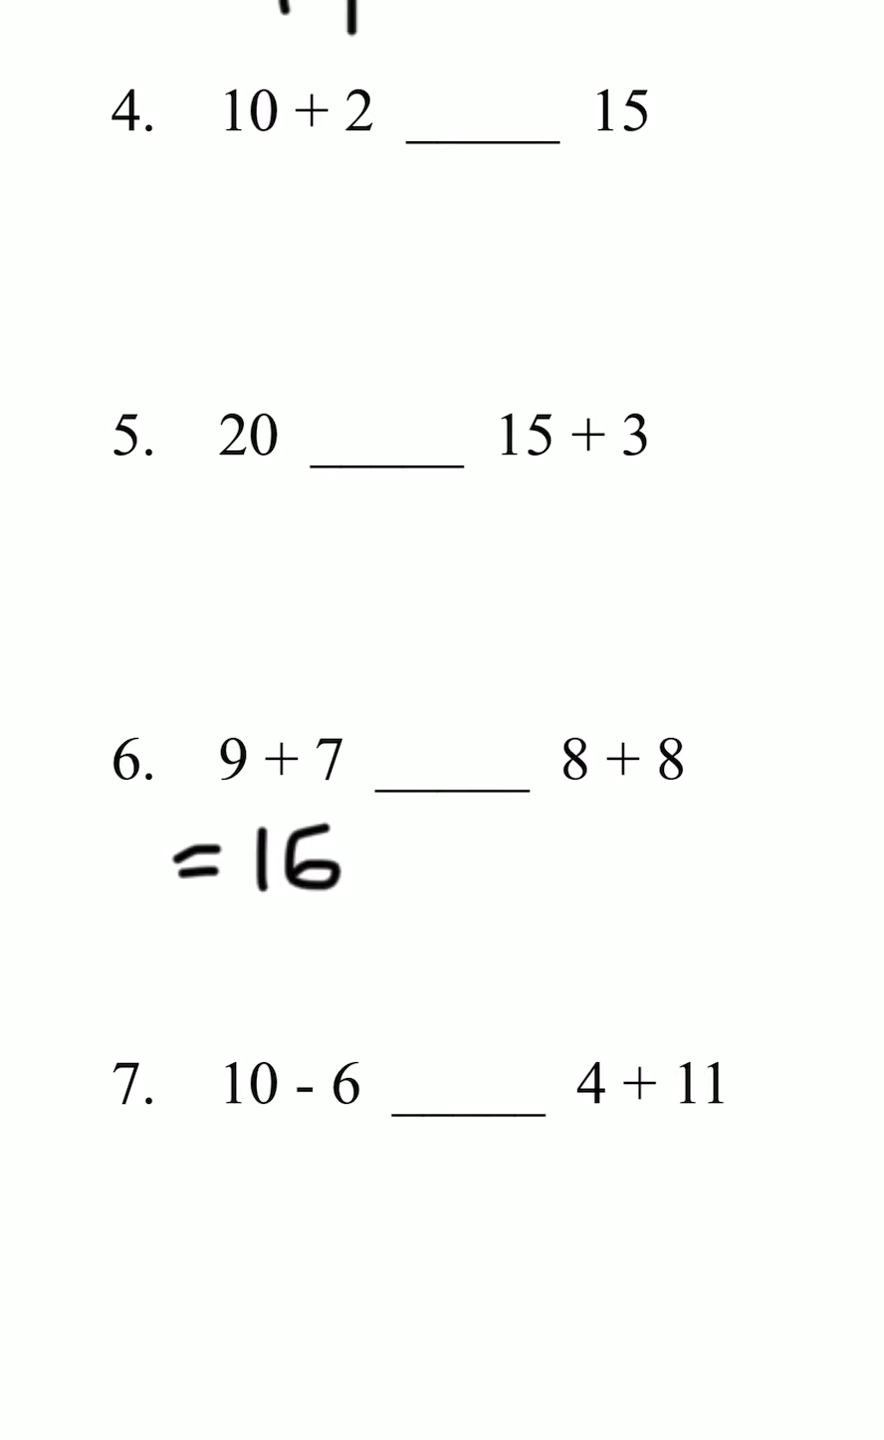 4. 10 + 2 _____ 15
5. 20 _____ 15 + 3
6. 9 + 7 _____ 8 + 8
= 16
7. 10 - 6 _____ 4 + 11